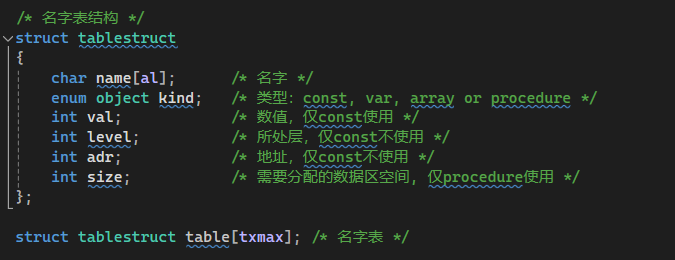 /* 名字表结构 */
struct tablestruct
{
    char name[al];      /* 名字 */
    enum object kind;   /* 类型：const, var, array or procedure */
    int val;            /* 数值，仅const使用 */
    int level;          /* 所处层，仅const不使用 */
    int adr;            /* 地址，仅const不使用 */
    int size;           /* 需要分配的数据区空间, 仅procedure使用 */
};
struct tablestruct table[txmax]; /* 名字表 */